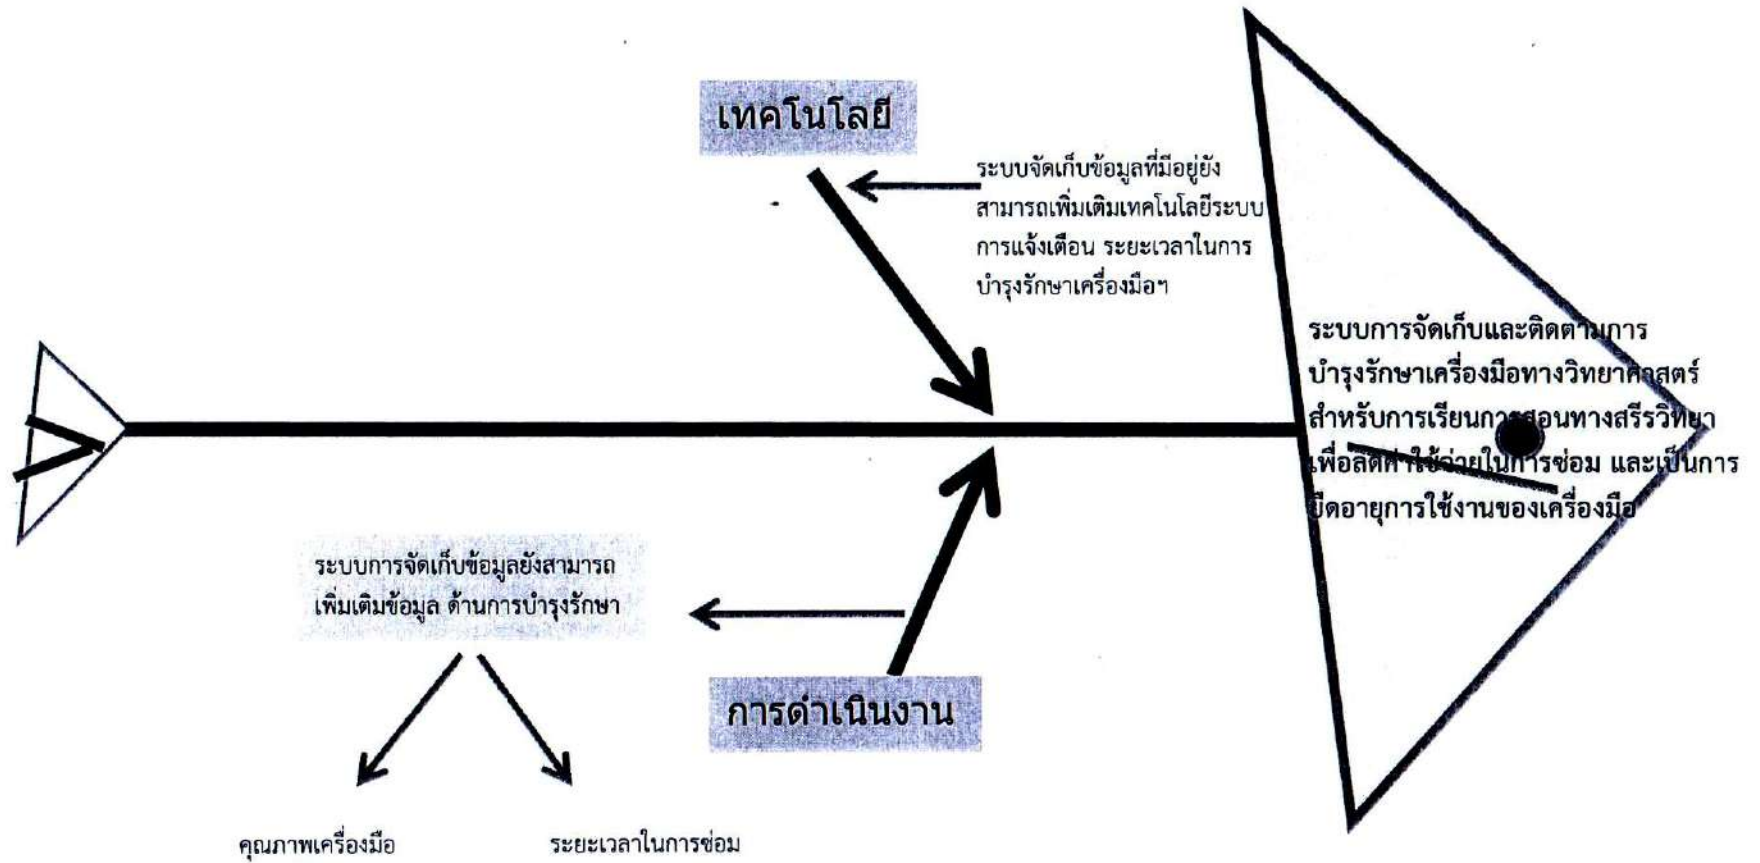 เทคโนโลยี
ระบบจัดเก็บข้อมูลที่มีอยู่ยัง
สามารถเพิ่มเติมเทคโนโลยีระบบ
การแจ้งเตือน ระยะเวลาในการ
บำรุงรักษาเครื่องมือฯ
ระบบการจัดเก็บและติดตามการ
บำรุงรักษาเครื่องมือทางวิทยาศาสตร์
สำหรับการเรียนการสอนทางสรีรวิทยา
เพื่อลดค่าใช้จ่ายในการซ่อม และเป็นการ
ยืดอายุการใช้งานของเครื่องมือ
ระบบการจัดเก็บข้อมูลยังสามารถ
เพิ่มเติมข้อมูล ด้านการบำรุงรักษา
การดำเนินงาน
คุณภาพเครื่องมือ
ระยะเวลาในการซ่อม